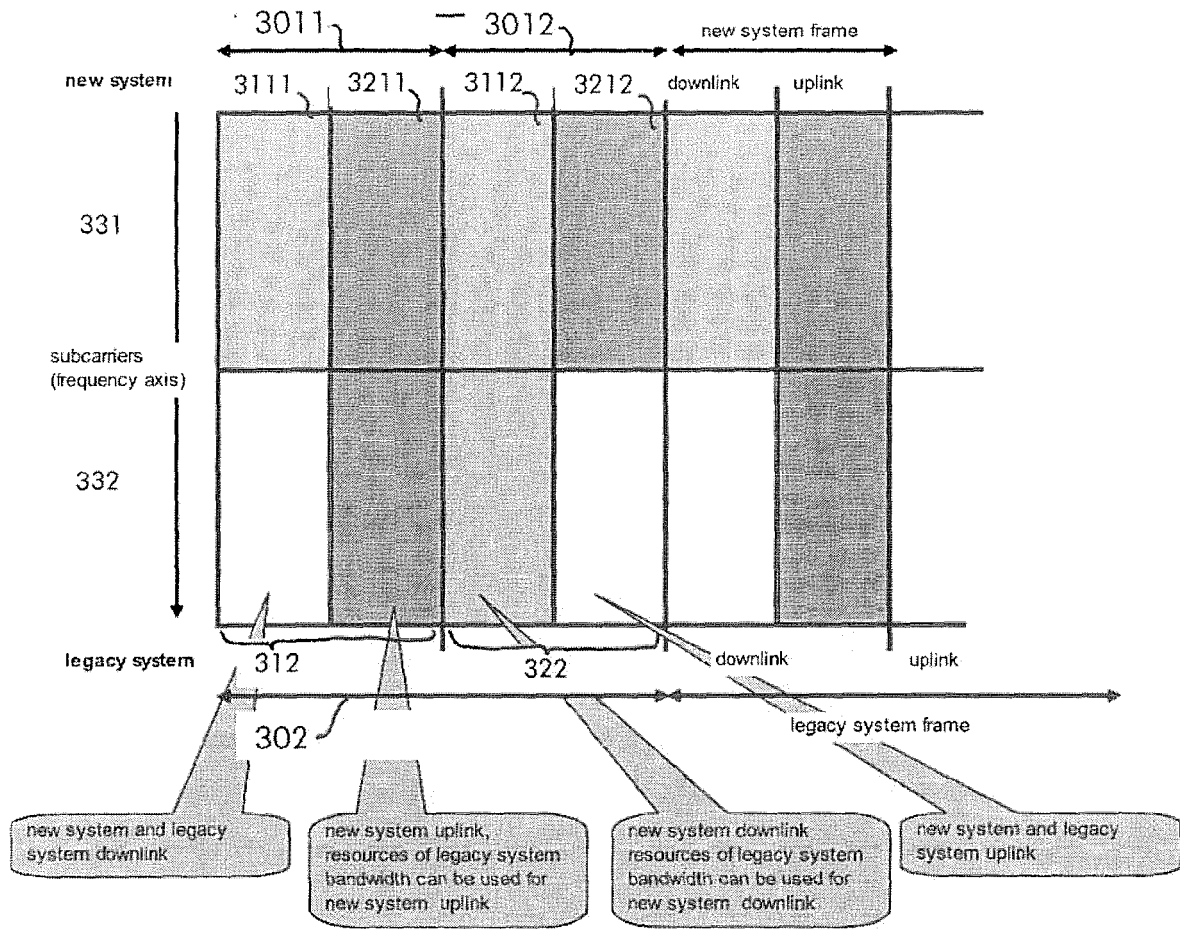 3011
3012
new system frame
new system
3111
3211
3112
3212
downlink
uplink
331
subcarriers
(frequency axis)
332
legacy system
312
322
downlink
uplink
302
legacy system frame
new system and legacy
system downlink
new system uplink,
resources of legacy system
bandwidth can be used for
new system uplink
new system downlink
resources of legacy system
bandwidth can be used for
new system downlink
new system and legacy
system uplink